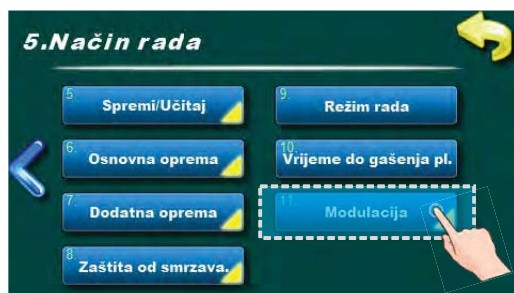 5.Način rada
5. Spremi/Učitaj
6. Osnovna oprema
7. Dodatna oprema
8. Zaštita od smrzava.
9. Režim rada
10. Vrijeme do gašenja pl.
11. Modulacija